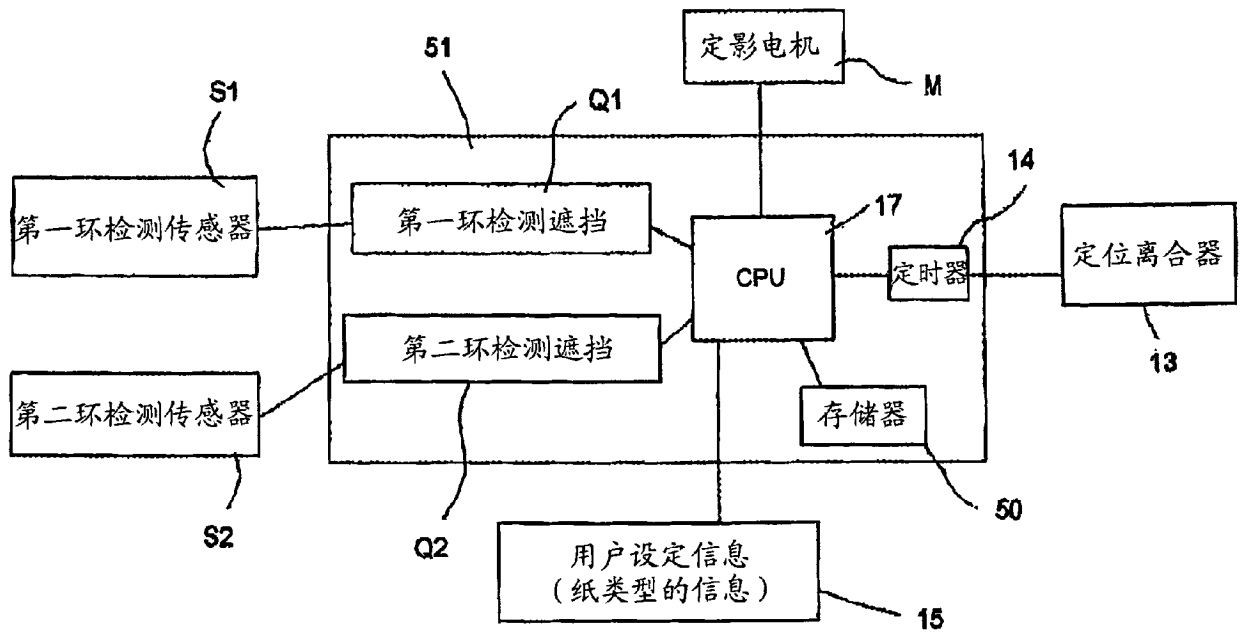 定影电机
M
51
S1
Q1
14
17
第一环检测传感器
第一环检测遮挡
CPU
定时器
定位离合器
13
第二环检测遮挡
第二环检测传感器
存储器
50
S2
Q2
用户设定信息
（纸类型的信息）
15